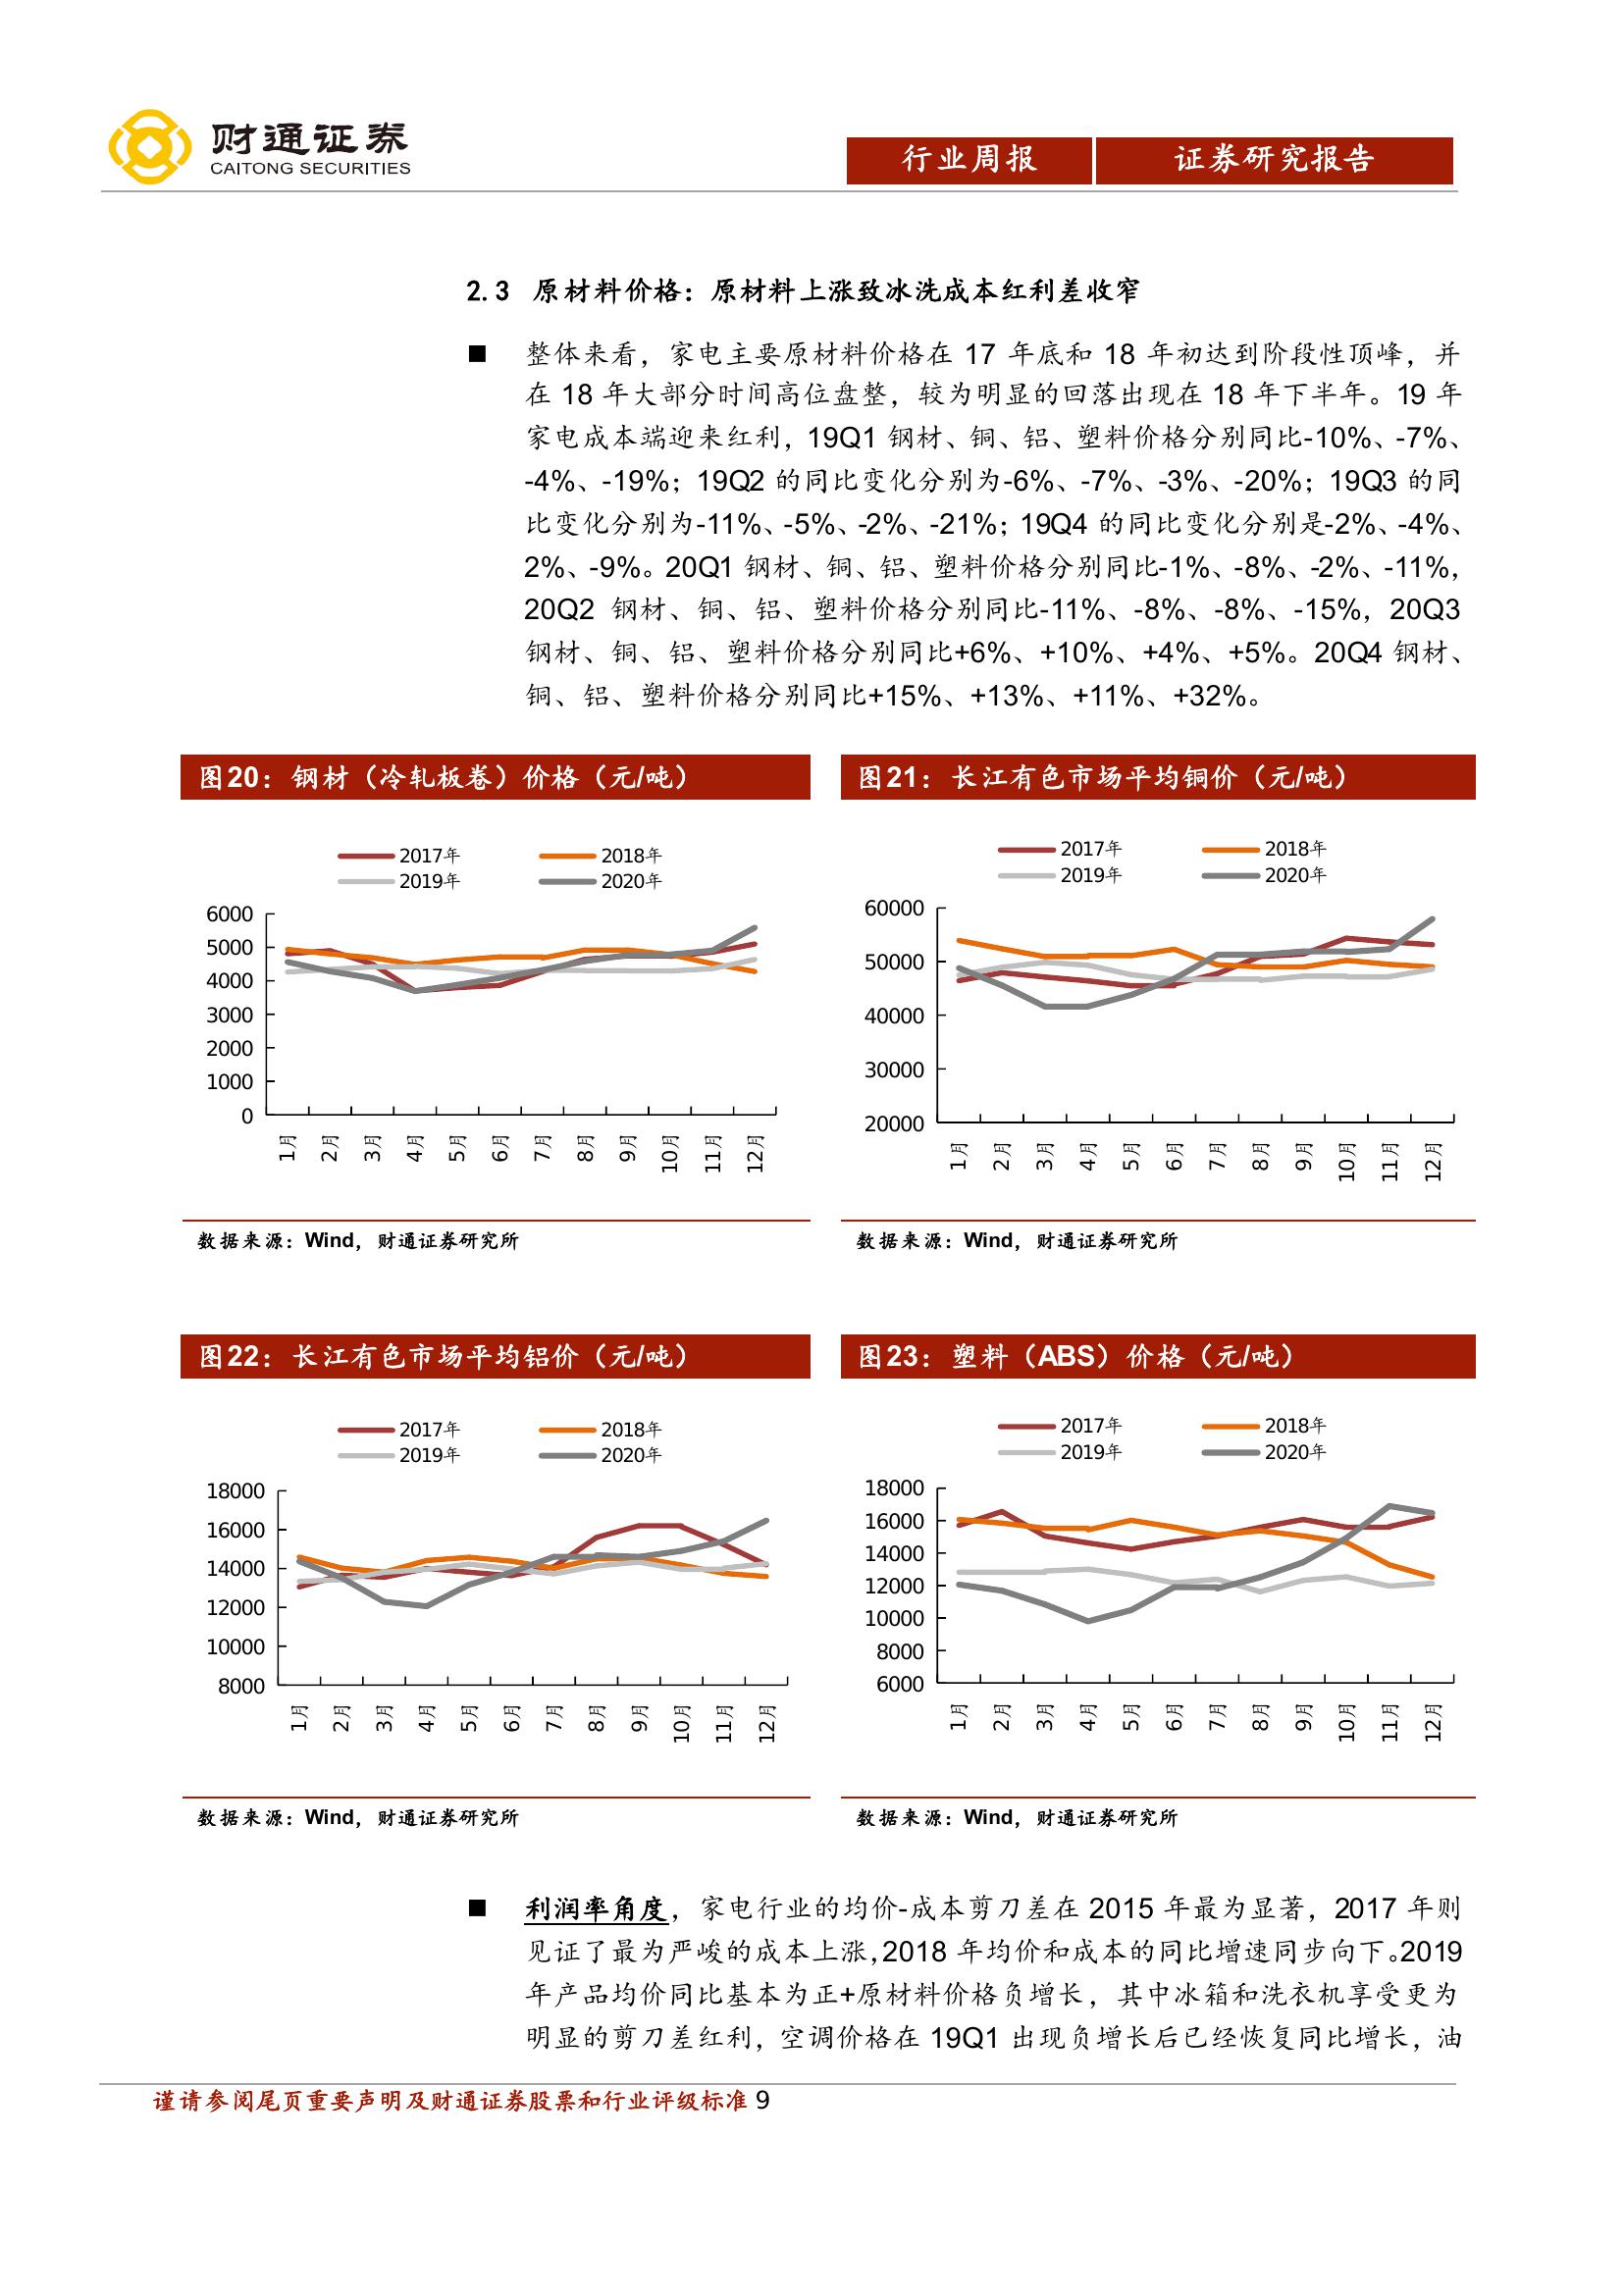 财通证券
CAITONG SECURITIES
行业周报
证券研究报告
2.3 原材料价格：原材料上涨致冰洗成本红利差收窄
■ 整体来看，家电主要原材料价格在 17 年底和 18 年初达到阶段性顶峰，并
在 18 年大部分时间高位盘整，较为明显的回落出现在 18 年下半年。19 年
家电成本端迎来红利，19Q1 钢材、铜、铝、塑料价格分别同比-10%、-7%、
-4%、-19%；19Q2 的同比变化分别为-6%、-7%、-3%、-20%；19Q3 的同
比变化分别为-11%、-5%、-2%、-21%；19Q4 的同比变化分别是-2%、-4%、
2%、-9%。20Q1 钢材、铜、铝、塑料价格分别同比-1%、-8%、-2%、-11%，
20Q2 钢材、铜、铝、塑料价格分别同比-11%、-8%、-8%、-15%，20Q3
钢材、铜、铝、塑料价格分别同比+6%、+10%、+4%、+5%。20Q4 钢材、
铜、铝、塑料价格分别同比+15%、+13%、+11%、+32%。
图20：钢材（冷轧板卷）价格（元/吨）
2017年 2018年
2019年 2020年
6000
5000
4000
3000
2000
1000
0
1月 2月 3月 4月 5月 6月 7月 8月 9月 10月 11月 12月
数据来源：Wind，财通证券研究所
图21：长江有色市场平均铜价（元/吨）
2017年 2018年
2019年 2020年
60000
50000
40000
30000
20000
1月 2月 3月 4月 5月 6月 7月 8月 9月 10月 11月 12月
数据来源：Wind，财通证券研究所
图22：长江有色市场平均铝价（元/吨）
2017年 2018年
2019年 2020年
18000
16000
14000
12000
10000
8000
1月 2月 3月 4月 5月 6月 7月 8月 9月 10月 11月 12月
数据来源：Wind，财通证券研究所
图23：塑料（ABS）价格（元/吨）
2017年 2018年
2019年 2020年
18000
16000
14000
12000
10000
8000
6000
1月 2月 3月 4月 5月 6月 7月 8月 9月 10月 11月 12月
数据来源：Wind，财通证券研究所
■ 利润率角度，家电行业的均价-成本剪刀差在 2015 年最为显著，2017 年则
见证了最为严峻的成本上涨，2018 年均价和成本的同比增速同步向下。2019
年产品均价同比基本为正+原材料价格负增长，其中冰箱和洗衣机享受更为
明显的剪刀差红利，空调价格在 19Q1 出现负增长后已经恢复同比增长，油
谨请参阅尾页重要声明及财通证券股票和行业评级标准 9